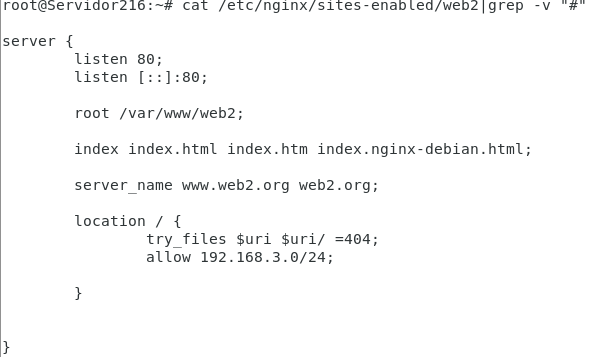 root@Servidor216:~# cat /etc/nginx/sites-enabled/web2|grep -v "#"
server {
listen 80;
listen [::]:80;
root /var/www/web2;
index index.html index.htm index.nginx-debian.html;
server_name www.web2.org web2.org;
location / {
try_files $uri $uri/ =404;
allow 192.168.3.0/24;
}
}